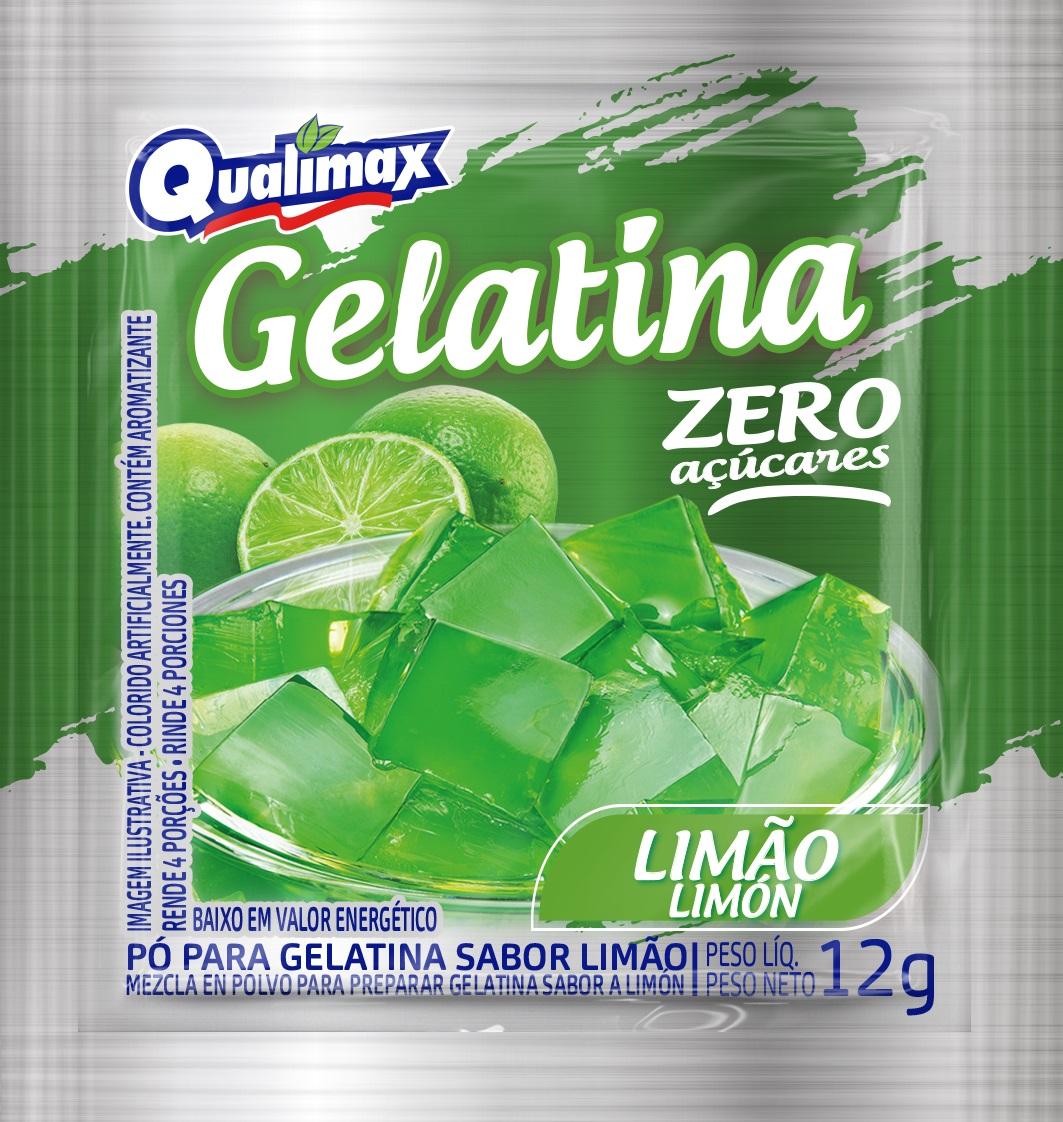 Qualimax
Gelatina
ZERO
açúcares
IMAGEM ILUSTRATIVA - COLORIDO ARTIFICIALMENTE. CONTÉM AROMATIZANTE
RENDE 4 PORÇÕES • RINDE 4 PORCIONES
LIMÃO
LIMÓN
BAIXO EM VALOR ENERGÉTICO
PÓ PARA GELATINA SABOR LIMÃO | PESO LÍQ. 12g
MEZCLA EN POLVO PARA PREPARAR GELATINA SABOR A LIMÓN | PESO NETO